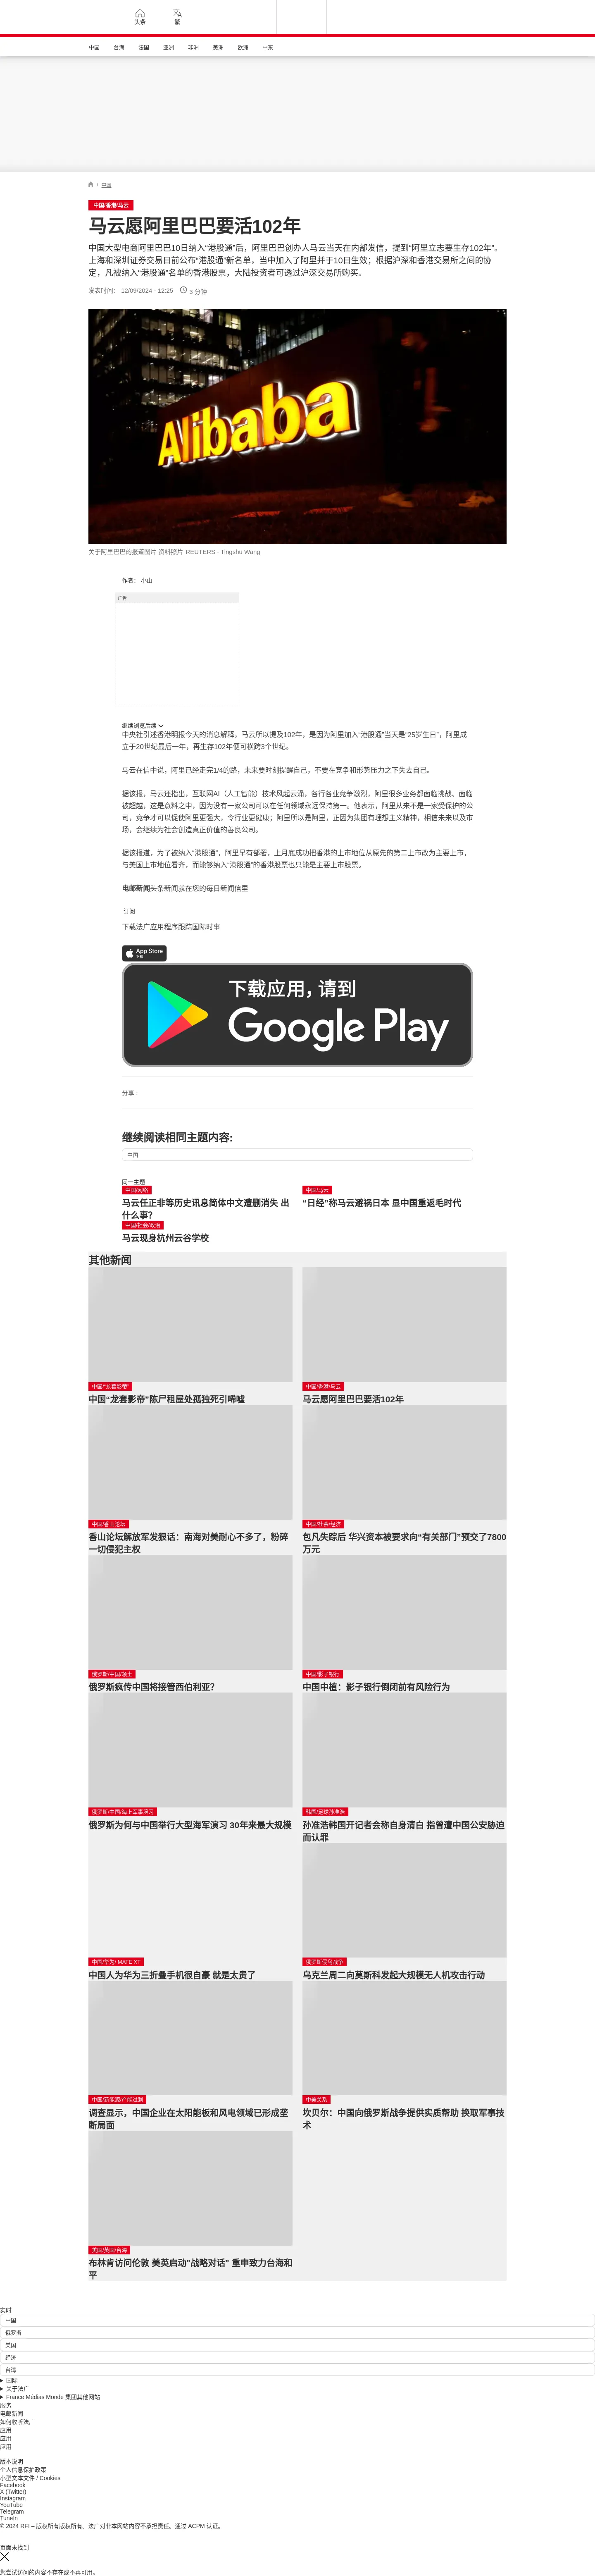 头条
繁
中国
台海
法国
亚洲
非洲
美洲
欧洲
中东
/ 中国
中国/香港/马云
马云愿阿里巴巴要活102年
中国大型电商阿里巴巴10日纳入“港股通”后，阿里巴巴创办人马云当天在内部发信，提到“阿里立志要生存102年”。
上海和深圳证券交易日前公布“港股通”新名单，当中加入了阿里并于10日生效；根据沪深和香港交易所之间的协
定，凡被纳入“港股通”名单的香港股票，大陆投资者可透过沪深交易所购买。
发表时间： 12/09/2024 - 12:25
3 分钟
Alibaba
关于阿里巴巴的报道图片 资料照片 REUTERS - Tingshu Wang
作者： 小山
广告
继续浏览后续
中央社引述香港明报今天的消息解释，马云所以提及102年，是因为阿里加入“港股通”当天是“25岁生日”，阿里成
立于20世纪最后一年，再生存102年便可横跨3个世纪。
马云在信中说，阿里已经走完1/4的路，未来要时刻提醒自己，不要在竞争和形势压力之下失去自己。
据该报，马云还指出，互联网AI（人工智能）技术风起云涌，各行各业竞争激烈，阿里很多业务都面临挑战、面临
被超越，这是意料之中，因为没有一家公司可以在任何领域永远保持第一。他表示，阿里从来不是一家受保护的公
司，竞争才可以促使阿里更强大，令行业更健康；阿里所以是阿里，正因为集团有理想主义精神，相信未来以及市
场，会继续为社会创造真正价值的善良公司。
据该报道，为了被纳入“港股通”，阿里早有部署，上月底成功把香港的上市地位从原先的第二上市改为主要上市，
与美国上市地位看齐，而能够纳入“港股通”的香港股票也只能是主要上市股票。
电邮新闻头条新闻就在您的每日新闻信里
订阅
下载法广应用程序跟踪国际时事
App Store
下载
下载应用，请到
Google Play
分享 :
继续阅读相同主题内容:
中国
同一主题
中国/网络
马云任正非等历史讯息简体中文遭删消失 出
什么事?
中国/马云
“日经”称马云避祸日本 显中国重返毛时代
中国/社会/政治
马云现身杭州云谷学校
其他新闻
中国/“龙套影帝”
中国“龙套影帝”陈尸租屋处孤独死引唏嘘
中国/香港/马云
马云愿阿里巴巴要活102年
中国/香山论坛
香山论坛解放军发狠话：南海对美耐心不多了，粉碎
一切侵犯主权
中国/社会/经济
包凡失踪后 华兴资本被要求向“有关部门”预交了7800
万元
俄罗斯/中国/领土
俄罗斯疯传中国将接管西伯利亚?
中国/影子银行
中国中植：影子银行倒闭前有风险行为
俄罗斯/中国/海上军事演习
俄罗斯为何与中国举行大型海军演习 30年来最大规模
韩国/足球孙准浩
孙准浩韩国开记者会称自身清白 指曾遭中国公安胁迫
而认罪
中国/华为/ MATE XT
中国人为华为三折叠手机很自豪 就是太贵了
俄罗斯侵乌战争
乌克兰周二向莫斯科发起大规模无人机攻击行动
中国/新能源/产能过剩
调查显示，中国企业在太阳能板和风电领域已形成垄
断局面
中美关系
坎贝尔：中国向俄罗斯战争提供实质帮助 换取军事技
术
美国/英国/台海
布林肯访问伦敦 美英启动"战略对话" 重申致力台海和
平
实时
中国
俄罗斯
美国
经济
台湾
国际
关于法广
France Médias Monde 集团其他网站
服务
电邮新闻
如何收听法广
应用
应用
应用
版本说明
个人信息保护政策
小型文本文件 / Cookies
Facebook
X (Twitter)
Instagram
YouTube
Telegram
TuneIn
© 2024 RFI – 版权所有版权所有。法广对非本网站内容不承担责任。通过 ACPM 认证。
页面未找到
您尝试访问的内容不存在或不再可用。